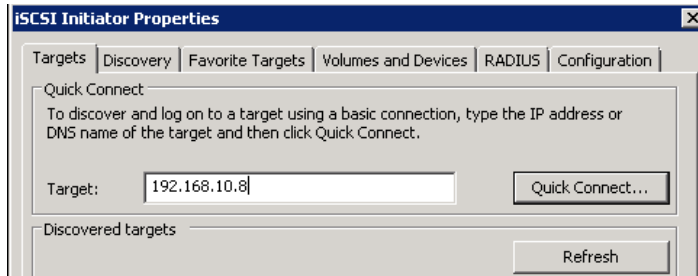 iSCSI Initiator Properties
Targets Discovery Favorite Targets Volumes and Devices RADIUS Configuration
Quick Connect
To discover and log on to a target using a basic connection, type the IP address or
DNS name of the target and then click Quick Connect.
Target: 192.168.10.8 Quick Connect...
Discovered targets
Refresh